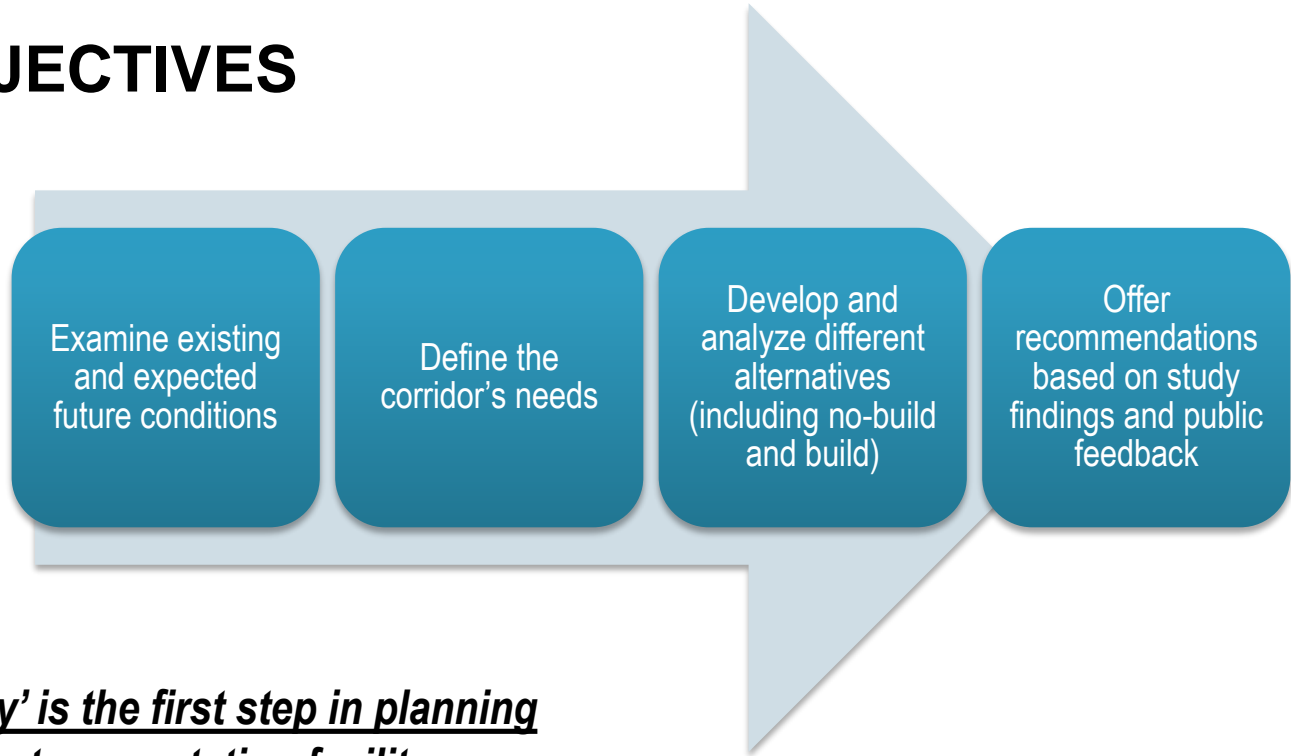 JECTIVES
Examine existing
and expected
future conditions
Define the
corridor’s needs
Develop and
analyze different
alternatives
(including no-build
and build)
Offer
recommendations
based on study
findings and public
feedback
y’ is the first step in planning